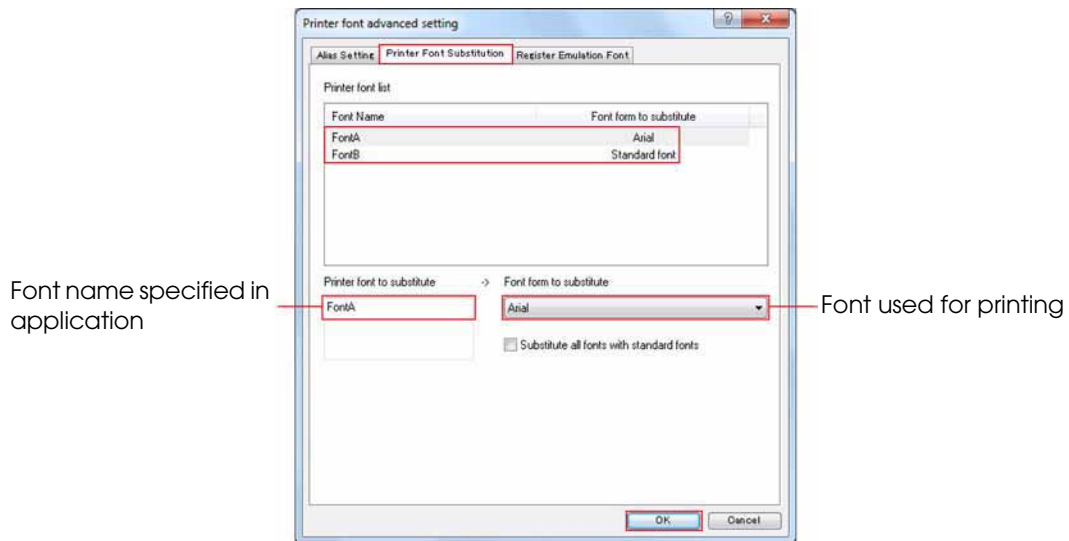 Printer font advanced setting
Alias Setting Printer Font Substitution Register Emulation Font
Printer font list
Font Name Font form to substitute
FontA Arial
FontB Standard font
Printer font to substitute -> Font form to substitute
Font name specified in
application
FontA
Arial
Font used for printing
Substitute all fonts with standard fonts
OK Cancel